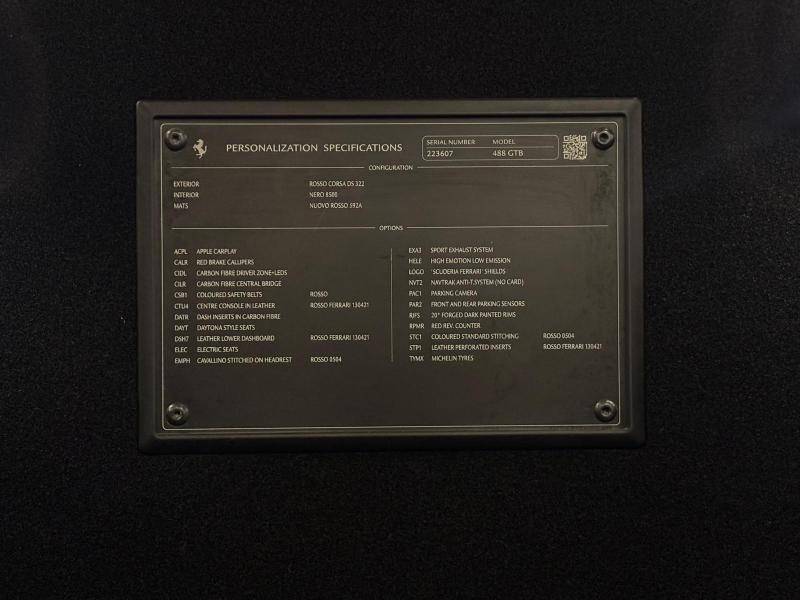 PERSONALIZATION SPECIFICATIONS
SERIAL NUMBER MODEL
223607 488 GTB
CONFIGURATION
EXTERIOR ROSSO CORSA DS 322
INTERIOR NERO 8500
MATS NUOVO ROSSO 592A
OPTIONS
ACPL APPLE CARPLAY
CALR RED BRAKE CALLIPERS
CIDL CARBON FIBRE DRIVER ZONE+LEDS
CILR CARBON FIBRE CENTRAL BRIDGE
CSB1 COLOURED SAFETY BELTS ROSSO
CTU4 CENTRE CONSOLE IN LEATHER ROSSO FERRARI 130421
DATR DASH INSERTS IN CARBON FIBRE
DAYT DAYTONA STYLE SEATS
DSH7 LEATHER LOWER DASHBOARD ROSSO FERRARI 130421
ELEC ELECTRIC SEATS
EMPH CAVALLINO STITCHED ON HEADREST ROSSO 0504
EXA3 SPORT EXHAUST SYSTEM
HELE HIGH EMOTION LOW EMISSION
LOGO 'SCUDERIA FERRARI' SHIELDS
NVT2 NAVTRAK ANTI-T.SYSTEM (NO CARD)
PAC1 PARKING CAMERA
PAR2 FRONT AND REAR PARKING SENSORS
RIFS 20" FORGED DARK PAINTED RIMS
RPMR RED REV. COUNTER
STC1 COLOURED STANDARD STITCHING ROSSO 0504
STP1 LEATHER PERFORATED INSERTS ROSSO FERRARI 130421
TYMX MICHELIN TYRES